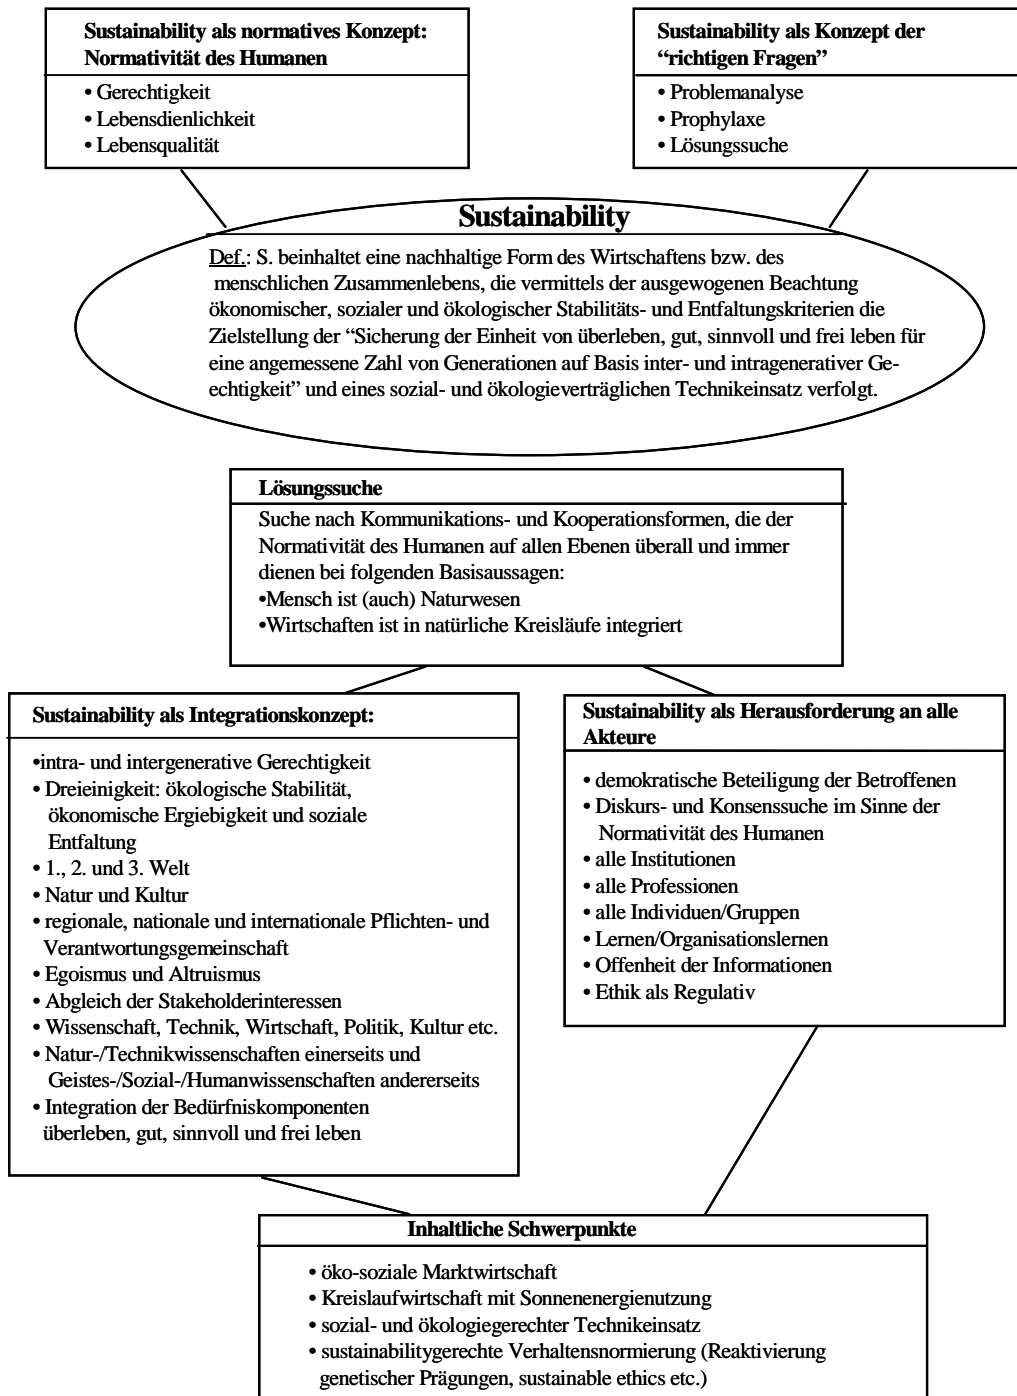 Sustainability als normatives Konzept:
Normativität des Humanen
• Gerechtigkeit
• Lebensdienlichkeit
• Lebensqualität
Sustainability als Konzept der
“richtigen Fragen”
• Problemanalyse
• Prophylaxe
• Lösungssuche
Sustainability
Def.: S. beinhaltet eine nachhaltige Form des Wirtschaftens bzw. des
menschlichen Zusammenlebens, die vermittels der ausgewogenen Beachtung
ökonomischer, sozialer und ökologischer Stabilitäts- und Entfaltungskriterien die
Zielstellung der “Sicherung der Einheit von überleben, gut, sinnvoll und frei leben für
eine angemessene Zahl von Generationen auf Basis inter- und intragenerativer Ge-
echtigkeit” und eines sozial- und ökologieverträglichen Technikeinsatz verfolgt.
Lösungssuche
Suche nach Kommunikations- und Kooperationsformen, die der
Normativität des Humanen auf allen Ebenen überall und immer
dienen bei folgenden Basisaussagen:
•Mensch ist (auch) Naturwesen
•Wirtschaften ist in natürliche Kreisläufe integriert
Sustainability als Integrationskonzept:
•intra- und intergenerative Gerechtigkeit
• Dreieinigkeit: ökologische Stabilität,
ökonomische Ergiebigkeit und soziale
Entfaltung
• 1., 2. und 3. Welt
• Natur und Kultur
• regionale, nationale und internationale Pflichten- und
Verantwortungsgemeinschaft
• Egoismus und Altruismus
• Abgleich der Stakeholderinteressen
• Wissenschaft, Technik, Wirtschaft, Politik, Kultur etc.
• Natur-/Technikwissenschaften einerseits und
Geistes-/Sozial-/Humanwissenschaften andererseits
• Integration der Bedürfniskomponenten
überleben, gut, sinnvoll und frei leben
Sustainability als Herausforderung an alle
Akteure
• demokratische Beteiligung der Betroffenen
• Diskurs- und Konsenssuche im Sinne der
Normativität des Humanen
• alle Institutionen
• alle Professionen
• alle Individuen/Gruppen
• Lernen/Organisationslernen
• Offenheit der Informationen
• Ethik als Regulativ
Inhaltliche Schwerpunkte
• öko-soziale Marktwirtschaft
• Kreislaufwirtschaft mit Sonnenenergienutzung
• sozial- und ökologiegerechter Technikeinsatz
• sustainabilitygerechte Verhaltensnormierung (Reaktivierung
genetischer Prägungen, sustainable ethics etc.)